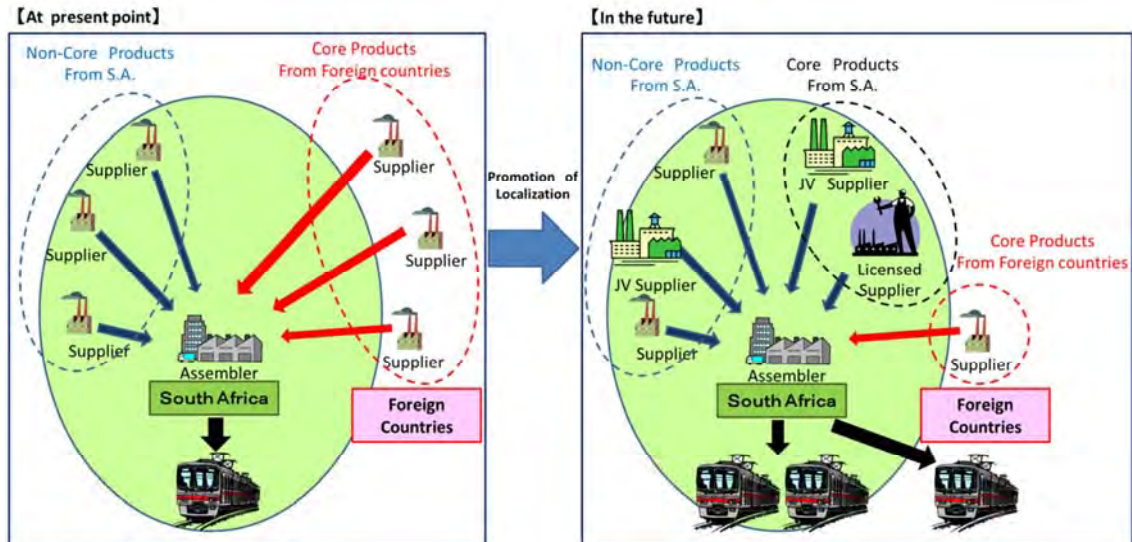 【At present point】
Non-Core Products
From S.A.
Core Products
From Foreign countries
Supplier
Supplier
Supplier
Supplier
Supplier
Supplier
Assembler
South Africa
Foreign
Countries
Promotion of
Localization
【In the future】
Non-Core Products
From S.A.
Core Products
From S.A.
Supplier
JV Supplier
JV Supplier
Licensed
Supplier
Core Products
From Foreign countries
Supplier
Supplier
Assembler
South Africa
Foreign
Countries